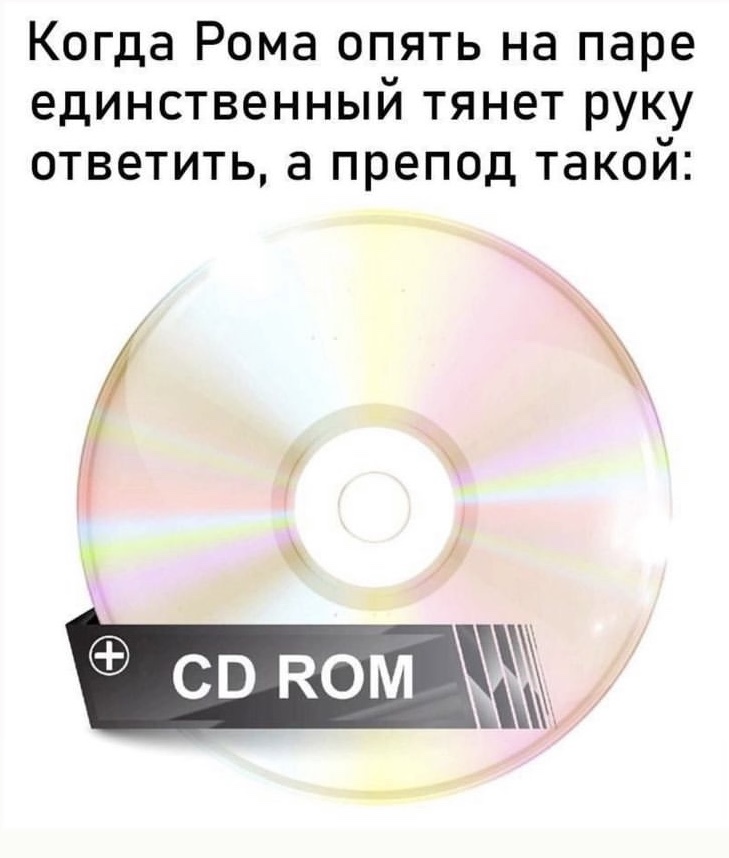 Когда Рома опять на паре
единственный тянет руку
ответить, а препод такой:
CD ROM